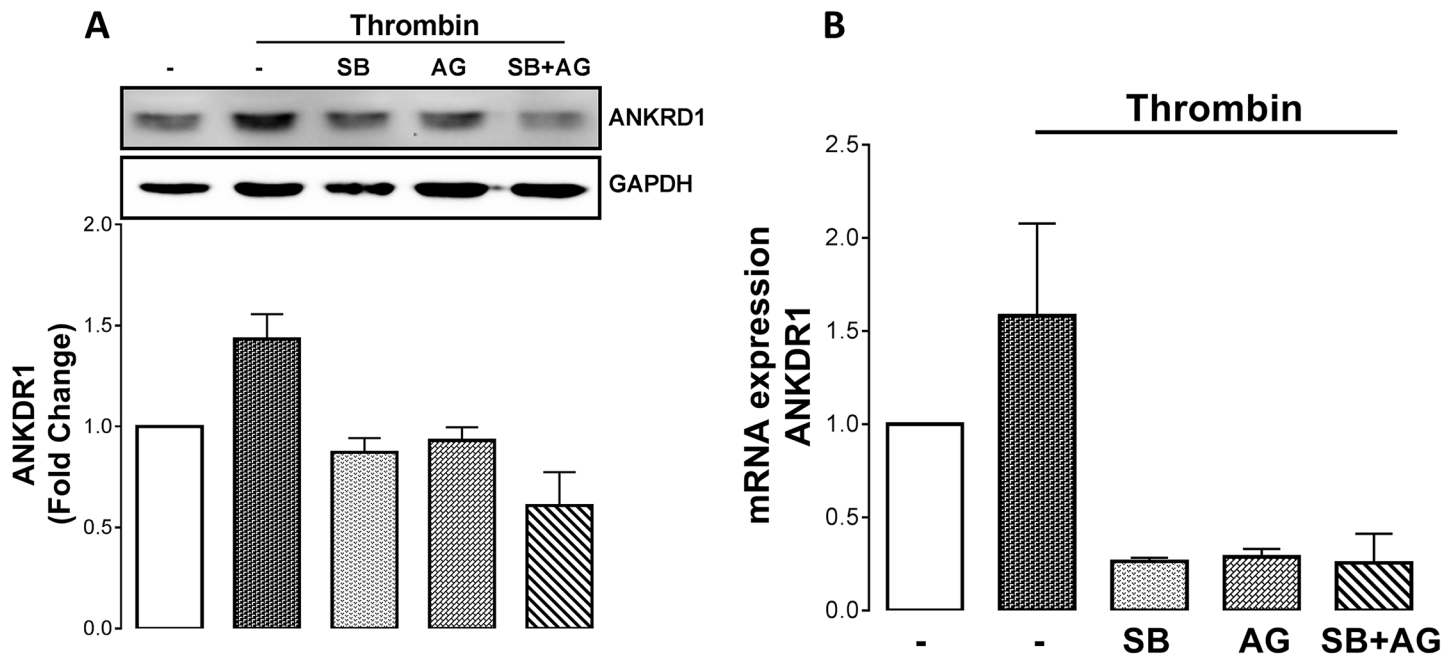 A
Thrombin
- - SB AG SB+AG
ANKRD1
GAPDH
2.0
1.5
1.0
0.5
0.0
ANKDR1
(Fold Change)
B
Thrombin
2.5
2.0
1.5
1.0
0.5
0.0
mRNA expression
ANKDR1
- - SB AG SB+AG